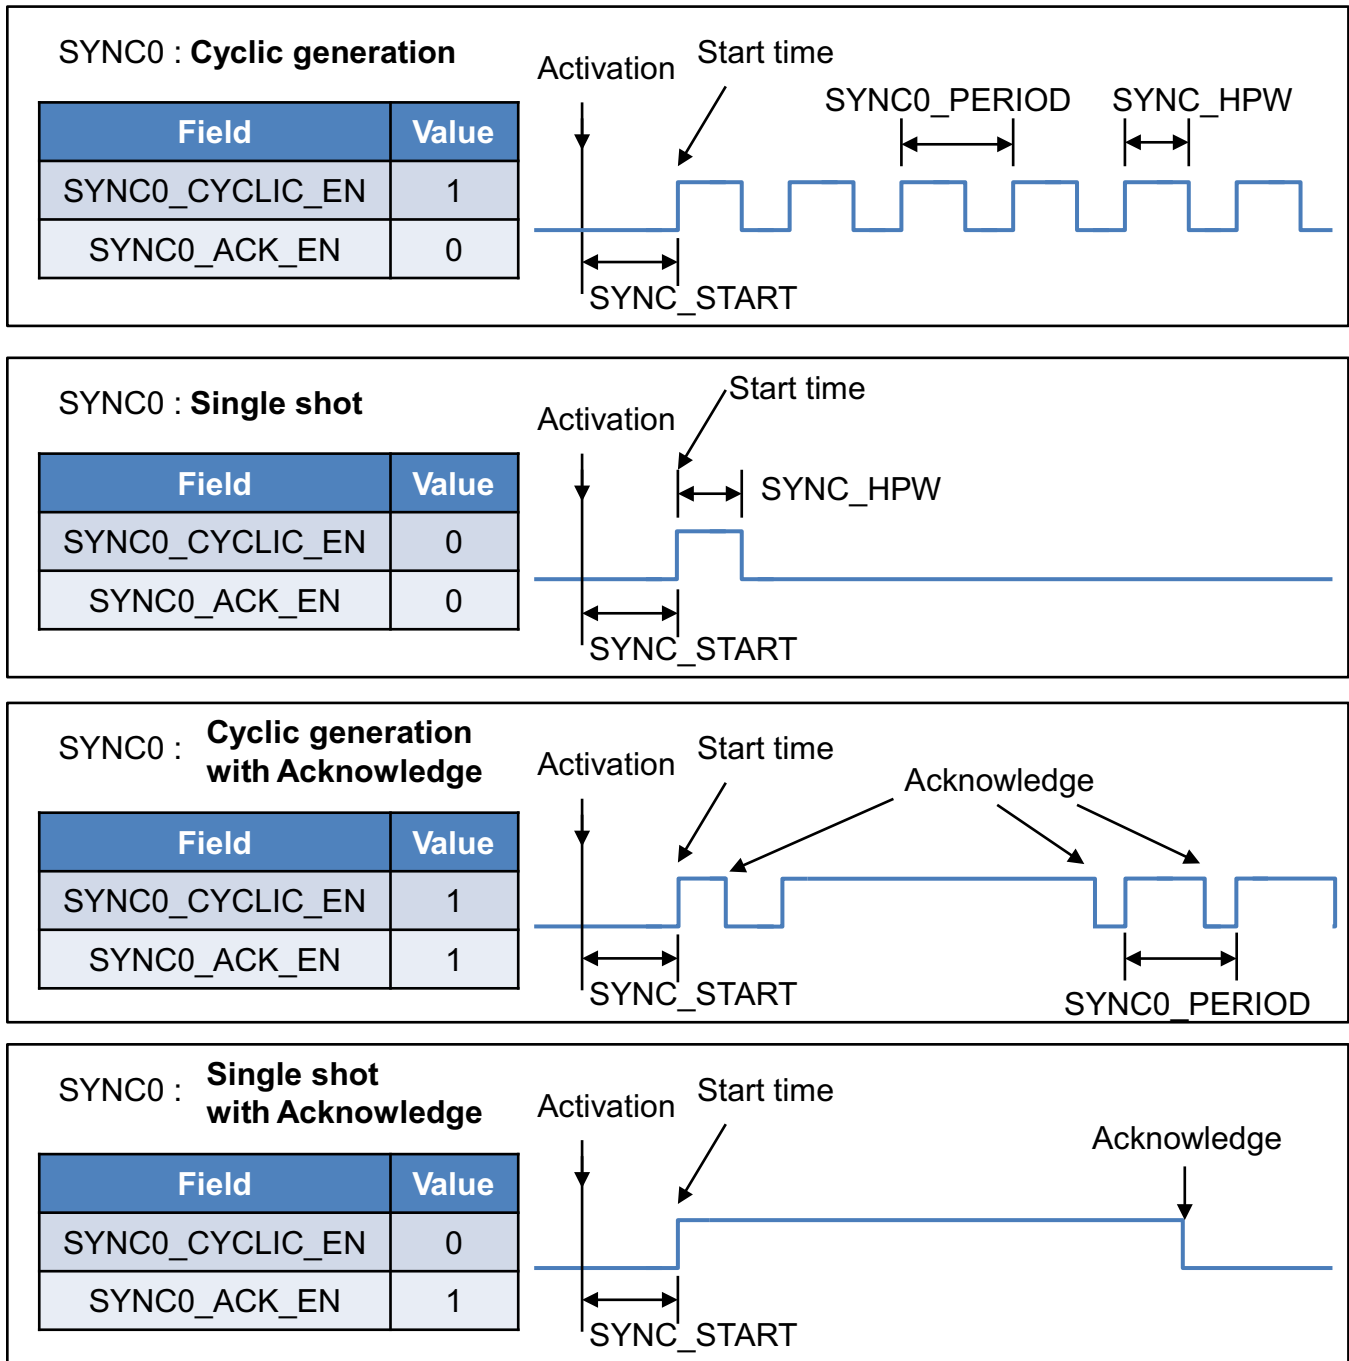 SYNC0 : Cyclic generation
Activation
Start time
SYNC0_PERIOD
SYNC_HPW
Field Value
SYNC0_CYCLIC_EN 1
SYNC0_ACK_EN 0
SYNC_START
SYNC0 : Single shot
Activation
Start time
SYNC_HPW
Field Value
SYNC0_CYCLIC_EN 0
SYNC0_ACK_EN 0
SYNC_START
SYNC0 : Cyclic generation
with Acknowledge
Activation
Start time
Acknowledge
Field Value
SYNC0_CYCLIC_EN 1
SYNC0_ACK_EN 1
SYNC_START
SYNC0_PERIOD
SYNC0 : Single shot
with Acknowledge
Activation
Start time
Acknowledge
Field Value
SYNC0_CYCLIC_EN 0
SYNC0_ACK_EN 1
SYNC_START